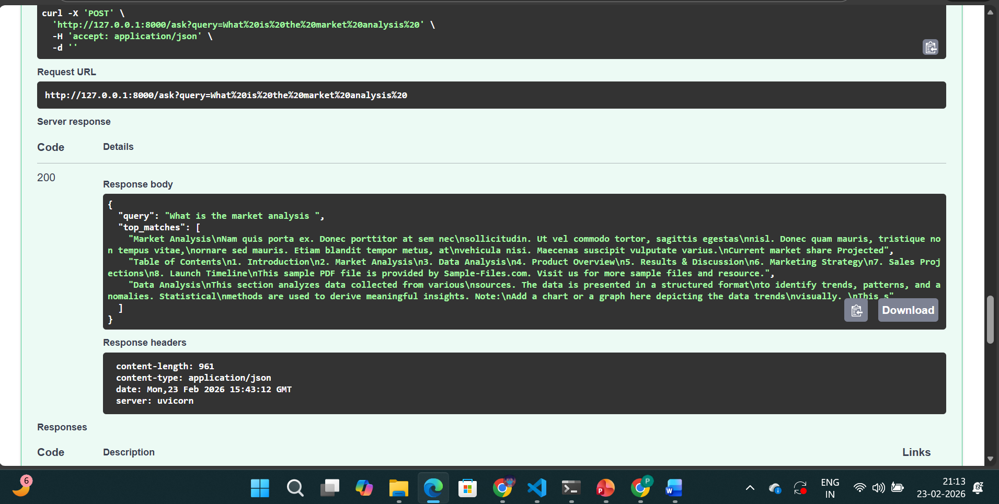 curl -X 'POST' \
  'http://127.0.0.1:8000/ask?query=What%20is%20the%20market%20analysis%20' \
  -H 'accept: application/json' \
  -d ''
Request URL
http://127.0.0.1:8000/ask?query=What%20is%20the%20market%20analysis%20
Server response
Code Details
200
Response body
{
  "query": "What is the market analysis ",
  "top_matches": [
    "Market Analysis\nNam quis porta ex. Donec porttitor at sem nec\nsollicitudin. Ut vel commodo tortor, sagittis egestas\nnisl. Donec quam mauris, tristique no
n tempus vitae,\nornare sed mauris. Etiam blandit tempor metus, at\nvehicula nisi. Maecenas suscipit vulputate varius.\nCurrent market share Projected",
    "Table of Contents\n1. Introduction\n2. Market Analysis\n3. Data Analysis\n4. Product Overview\n5. Results & Discussion\n6. Marketing Strategy\n7. Sales Proj
ections\n8. Launch Timeline\nThis sample PDF file is provided by Sample-Files.com. Visit us for more sample files and resource.",
    "Data Analysis\nThis section analyzes data collected from various\nsources. The data is presented in a structured format\nto identify trends, patterns, and a
nomalies. Statistical\nmethods are used to derive meaningful insights. Note:\nAdd a chart or a graph here depicting the data trends\nvisually. \nThis s"
  ]
}
Download
Response headers
content-length: 961
content-type: application/json
date: Mon,23 Feb 2026 15:43:12 GMT
server: uvicorn
Responses
Code Description Links
6
P
P
W
ENG
IN
21:13
23-02-2026